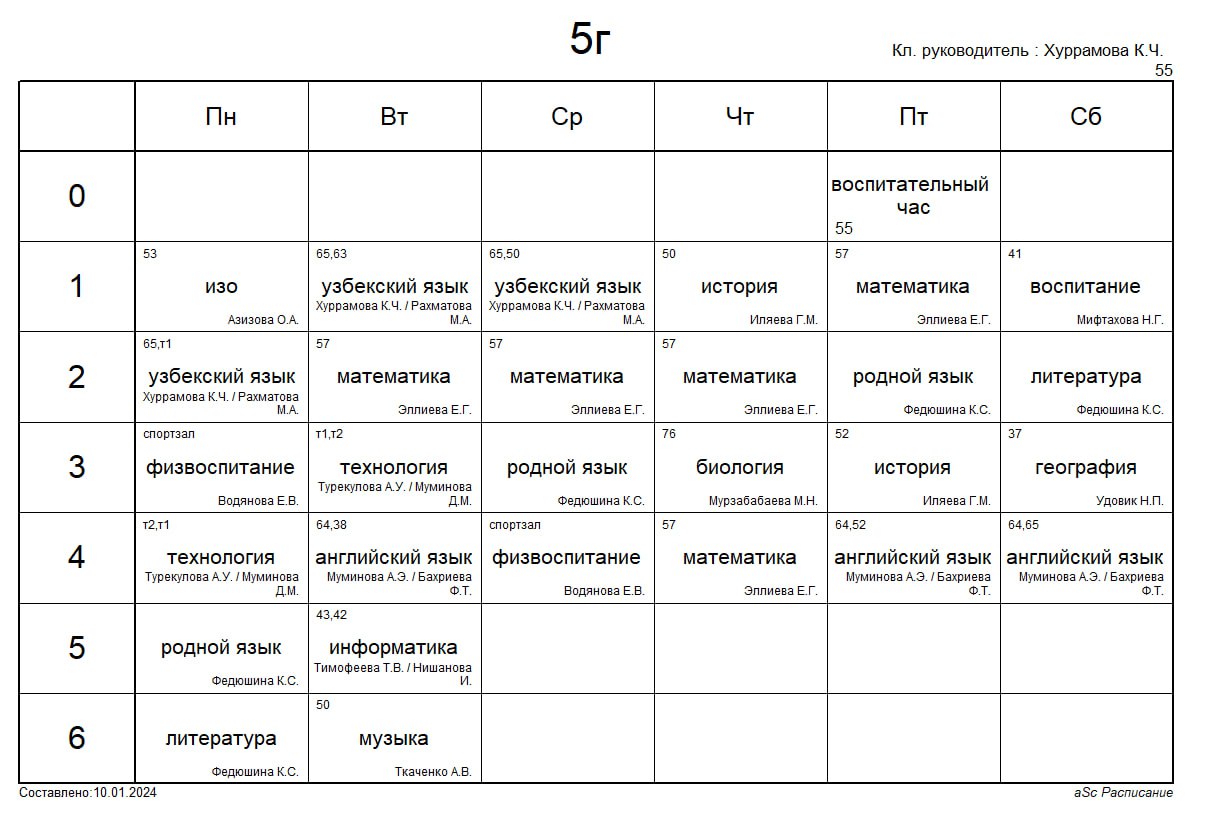 5г
Кл. руководитель : Хуррамова К.Ч.
55
Пн
Вт
Ср
Чт
Пт
Сб
0
воспитательный
час
55
1
53
изо
Азизова О.А.
65,63
узбекский язык
Хуррамова К.Ч. / Рахматова
М.А.
65,50
узбекский язык
Хуррамова К.Ч. / Рахматова
М.А.
50
история
Иляева Г.М.
57
математика
Эллиева Е.Г.
41
воспитание
Мифтахова Н.Г.
2
65,т1
узбекский язык
Хуррамова К.Ч. / Рахматова
М.А.
57
математика
Эллиева Е.Г.
57
математика
Эллиева Е.Г.
57
математика
Эллиева Е.Г.
родной язык
Федюшина К.С.
литература
Федюшина К.С.
3
спортзал
физвоспитание
Водянова Е.В.
т1,т2
технология
Турекулова А.У. / Муминова
Д.М.
родной язык
Федюшина К.С.
76
биология
Мурзабабаева М.Н.
52
история
Иляева Г.М.
37
география
Удовик Н.П.
4
т2,т1
технология
Турекулова А.У. / Муминова
Д.М.
64,38
английский язык
Муминова А.Э. / Бахриева
Ф.Т.
спортзал
физвоспитание
Водянова Е.В.
57
математика
Эллиева Е.Г.
64,52
английский язык
Муминова А.Э. / Бахриева
Ф.Т.
64,65
английский язык
Муминова А.Э. / Бахриева
Ф.Т.
5
родной язык
Федюшина К.С.
43,42
информатика
Тимофеева Т.В. / Нишанова
И.
6
литература
Федюшина К.С.
50
музыка
Ткаченко А.В.
Составлено:10.01.2024
aSc Расписание